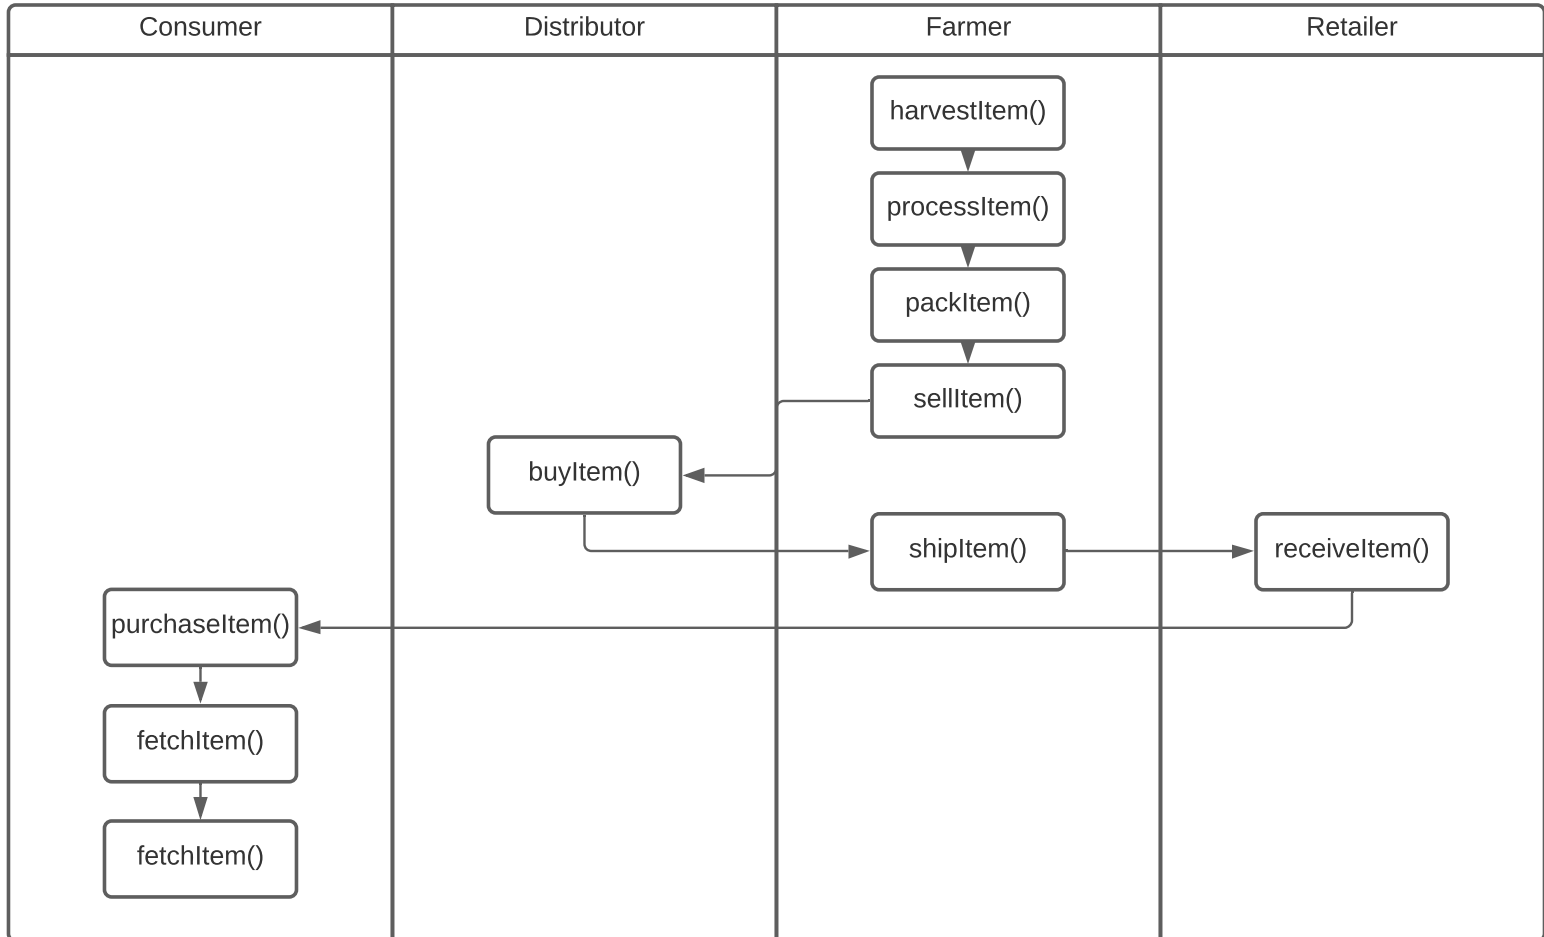 Consumer
Distributor
Farmer
Retailer
harvestItem()
processItem()
packItem()
sellItem()
buyItem()
shipItem()
receiveItem()
purchaseItem()
fetchItem()
fetchItem()